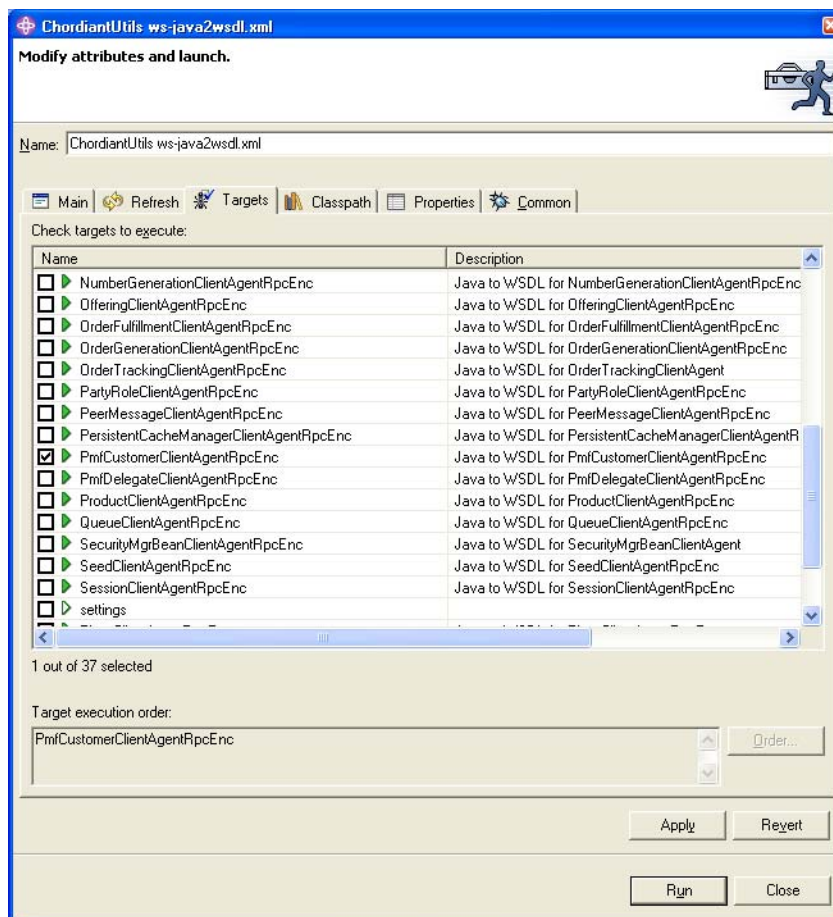 ChordiantUtils ws-java2wsdl.xml
Modify attributes and launch.
Name: ChordiantUtils ws-java2wsdl.xml
Main Refresh Targets Classpath Properties Common
Check targets to execute:
Name Description
NumberGenerationClientAgentRpcEnc Java to WSDL for NumberGenerationClientAgentRpcEnc
OfferingClientAgentRpcEnc Java to WSDL for OfferingClientAgentRpcEnc
OrderFulfillmentClientAgentRpcEnc Java to WSDL for OrderFulfillmentClientAgentRpcEnc
OrderGenerationClientAgentRpcEnc Java to WSDL for OrderGenerationClientAgentRpcEnc
OrderTrackingClientAgentRpcEnc Java to WSDL for OrderTrackingClientAgent
PartyRoleClientAgentRpcEnc Java to WSDL for PartyRoleClientAgentRpcEnc
PeerMessageClientAgentRpcEnc Java to WSDL for PeerMessageClientAgentRpcEnc
PersistentCacheManagerClientAgentRpcEnc Java to WSDL for PersistentCacheManagerClientAgentR
PmfCustomerClientAgentRpcEnc Java to WSDL for PmfCustomerClientAgentRpcEnc
PmfDelegateClientAgentRpcEnc Java to WSDL for PmfDelegateClientAgentRpcEnc
ProductClientAgentRpcEnc Java to WSDL for ProductClientAgentRpcEnc
QueueClientAgentRpcEnc Java to WSDL for QueueClientAgentRpcEnc
SecurityMgrBeanClientAgentRpcEnc Java to WSDL for SecurityMgrBeanClientAgent
SeedClientAgentRpcEnc Java to WSDL for SeedClientAgentRpcEnc
SessionClientAgentRpcEnc Java to WSDL for SessionClientAgentRpcEnc
settings
1 out of 37 selected
Target execution order:
PmfCustomerClientAgentRpcEnc
Order...
Apply Revert
Run Close